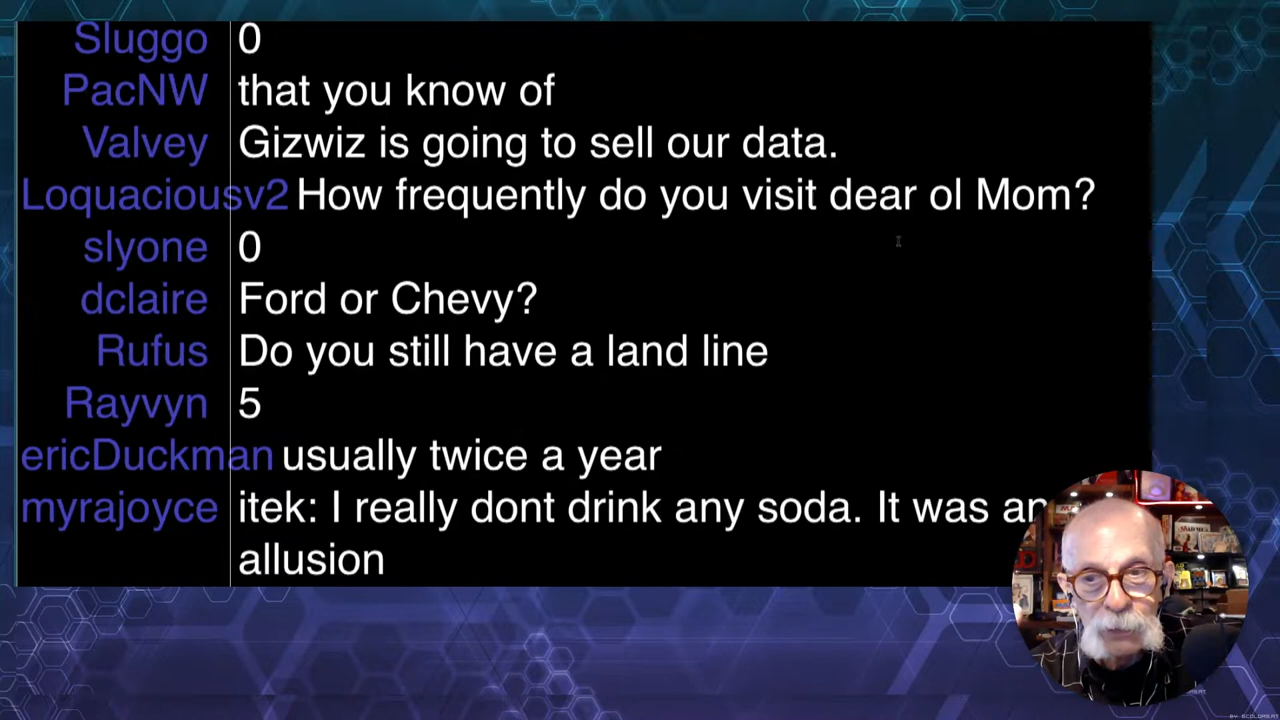 Sluggo 0
PacNW that you know of
Valvey Gizwiz is going to sell our data.
Loquaciousv2 How frequently do you visit dear ol Mom?
slyone 0
dclaire Ford or Chevy?
Rufus Do you still have a land line
Rayvyn 5
ericDuckman usually twice a year
myrajoyce itek: I really dont drink any soda. It was an
allusion